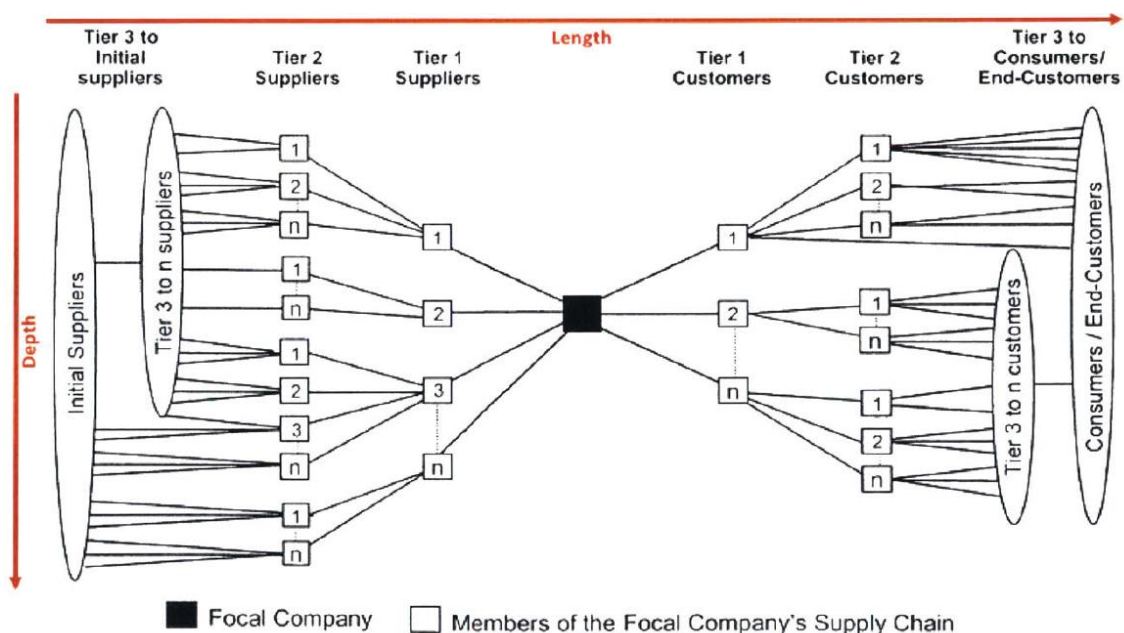 Length
Tier 3 to
Initial
suppliers
Tier 2
Suppliers
Tier 1
Suppliers
Tier 1
Customers
Tier 2
Customers
Tier 3 to
Consumers/
End-Customers
Depth
Initial Suppliers
Tier 3 to n suppliers
1
2
n
1
n
1
2
3
n
1
n
1
2
3
n
1
2
n
1
2
n
1
n
1
2
n
Tier 3 to n customers
Consumers / End-Customers
Focal Company
Members of the Focal Company's Supply Chain